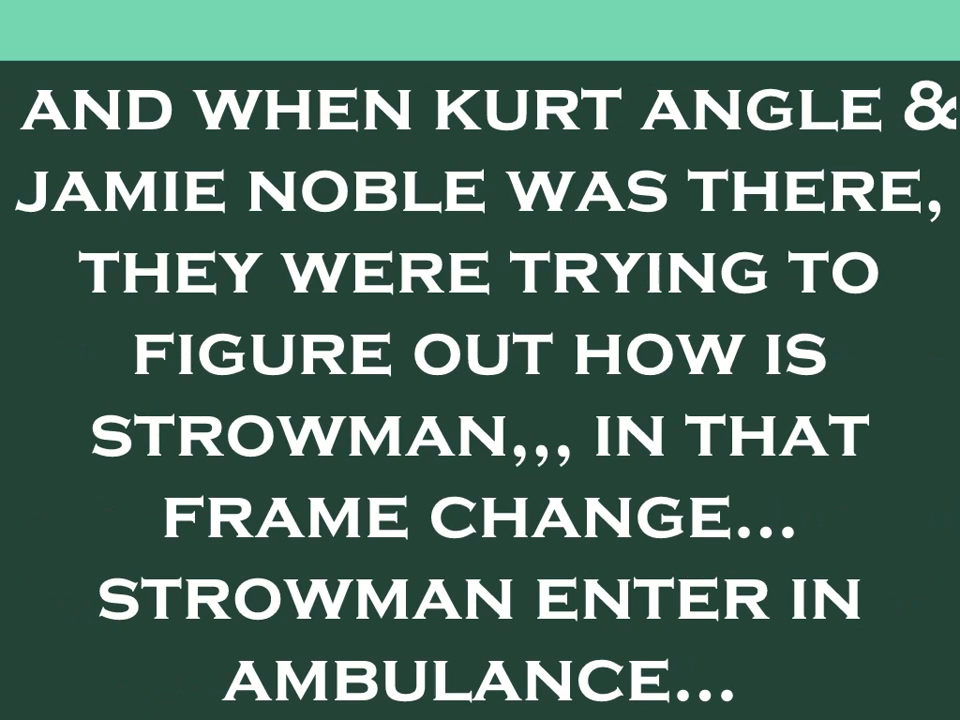 AND WHEN KURT ANGLE &
JAMIE NOBLE WAS THERE,
THEY WERE TRYING TO
FIGURE OUT HOW IS
STROWMAN,,, IN THAT
FRAME CHANGE...
STROWMAN ENTER IN
AMBULANCE...